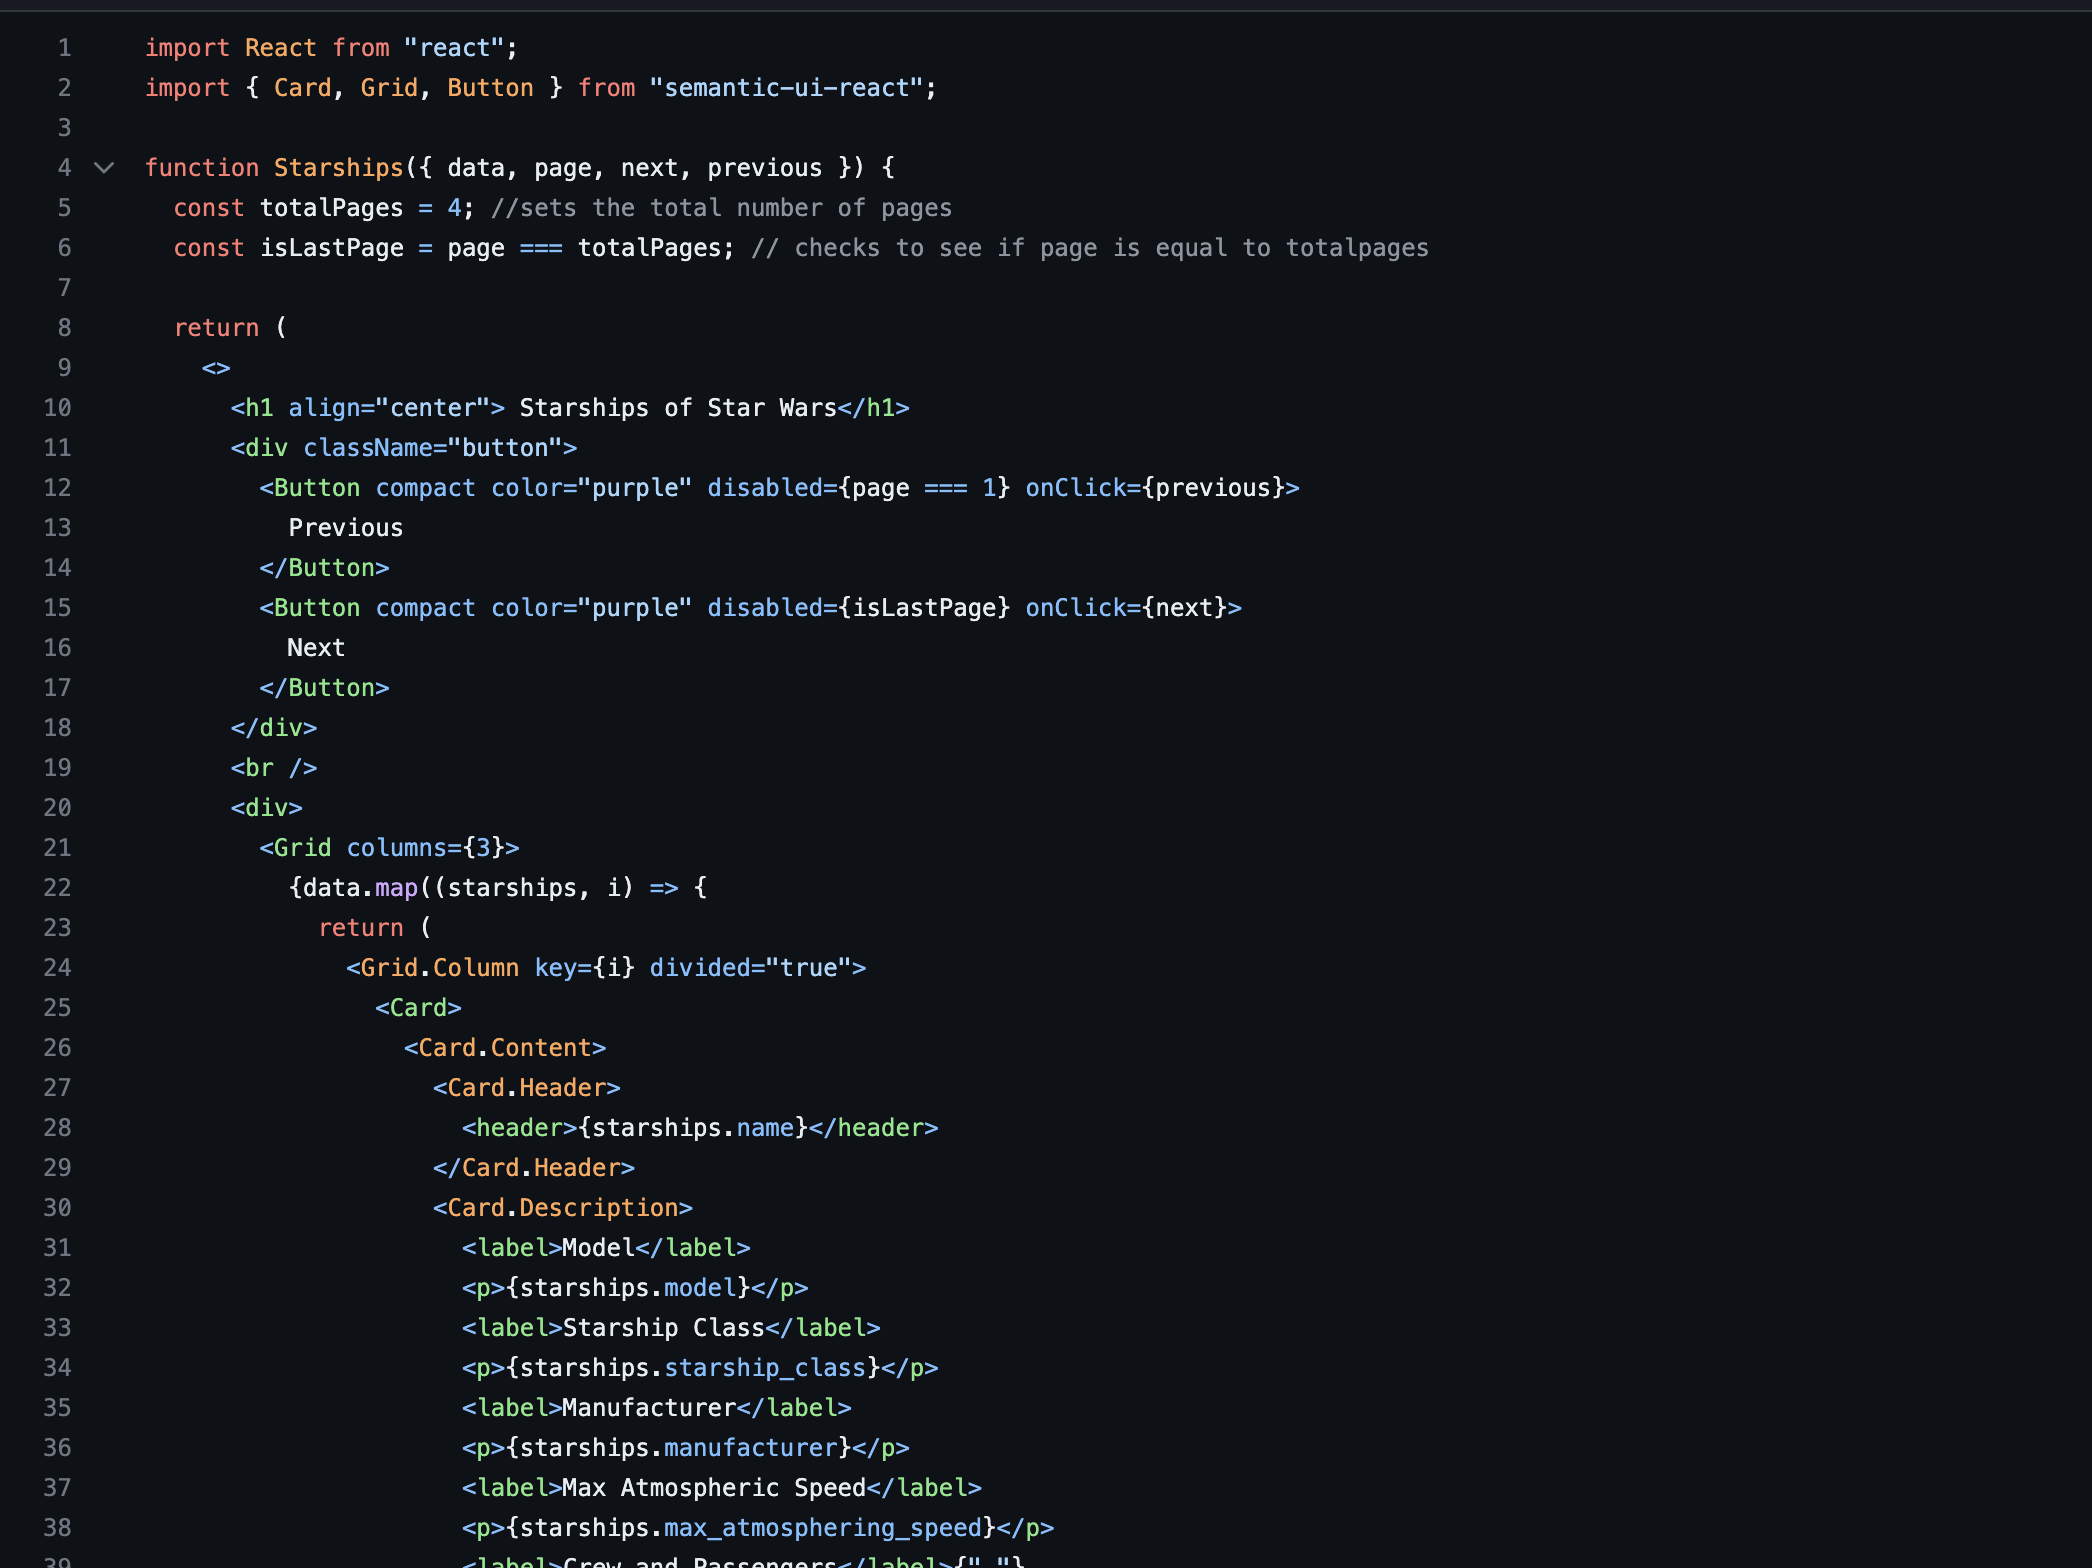 1 import React from "react";
2 import { Card, Grid, Button } from "semantic-ui-react";
3
4 function Starships({ data, page, next, previous }) {
5   const totalPages = 4; //sets the total number of pages
6   const isLastPage = page === totalPages; // checks to see if page is equal to totalpages
7
8   return (
9     <>
10       <h1 align="center"> Starships of Star Wars</h1>
11       <div className="button">
12         <Button compact color="purple" disabled={page === 1} onClick={previous}>
13           Previous
14         </Button>
15         <Button compact color="purple" disabled={isLastPage} onClick={next}>
16           Next
17         </Button>
18       </div>
19       <br />
20       <div>
21         <Grid columns={3}>
22           {data.map((starships, i) => {
23             return (
24               <Grid.Column key={i} divided="true">
25                 <Card>
26                   <Card.Content>
27                     <Card.Header>
28                       <header>{starships.name}</header>
29                     </Card.Header>
30                     <Card.Description>
31                       <label>Model</label>
32                       <p>{starships.model}</p>
33                       <label>Starship Class</label>
34                       <p>{starships.starship_class}</p>
35                       <label>Manufacturer</label>
36                       <p>{starships.manufacturer}</p>
37                       <label>Max Atmospheric Speed</label>
38                       <p>{starships.max_atmosphering_speed}</p>
39                       <label>Crew and Passengers</label>{" "}